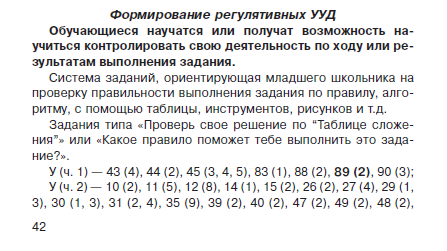 Формирование регулятивных УУД
Обучающиеся научатся или получат возможность на-
учиться контролировать свою деятельность по ходу или ре-
зультатам выполнения задания.
Система заданий, ориентирующая младшего школьника на
проверку правильности выполнения задания по правилу, алго-
ритму, с помощью таблицы, инструментов, рисунков и т.д.
Задания типа «Проверь свое решение по "Таблице сложе-
ния"» или «Какое правило поможет тебе выполнить это зада-
ние?».
У (ч. 1) — 43 (4), 44 (2), 45 (3, 4, 5), 83 (1), 88 (2), 89 (2), 90 (3);
У (ч. 2) — 10 (2), 11 (5), 12 (8), 14 (1), 15 (2), 26 (2), 27 (4), 29 (1,
3), 30 (1, 3), 31 (2, 4), 35 (9), 39 (2), 40 (2), 47 (2), 49 (2), 48 (2),
42